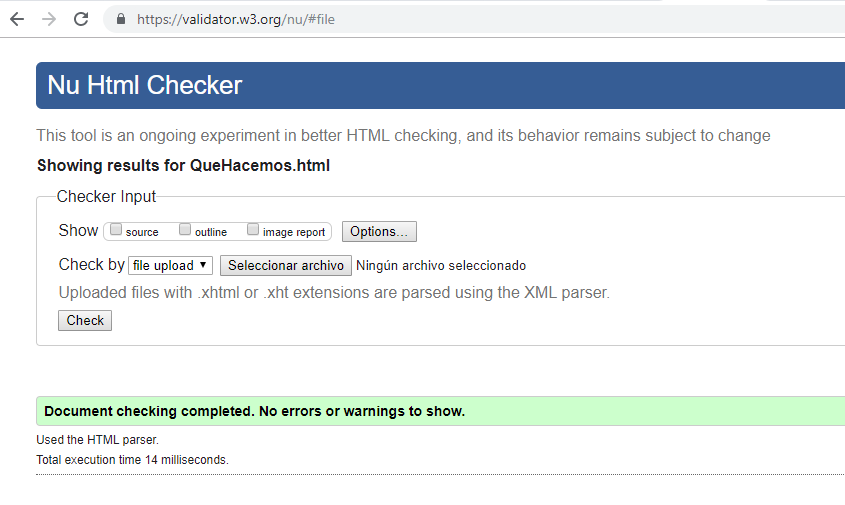 https://validator.w3.org/nu/#file
Nu Html Checker
This tool is an ongoing experiment in better HTML checking, and its behavior remains subject to change
Showing results for QueHacemos.html
Checker Input
Show source outline image report Options...
Check by file upload Seleccionar archivo Ningún archivo seleccionado
Uploaded files with .xhtml or .xht extensions are parsed using the XML parser.
Check
Document checking completed. No errors or warnings to show.
Used the HTML parser.
Total execution time 14 milliseconds.